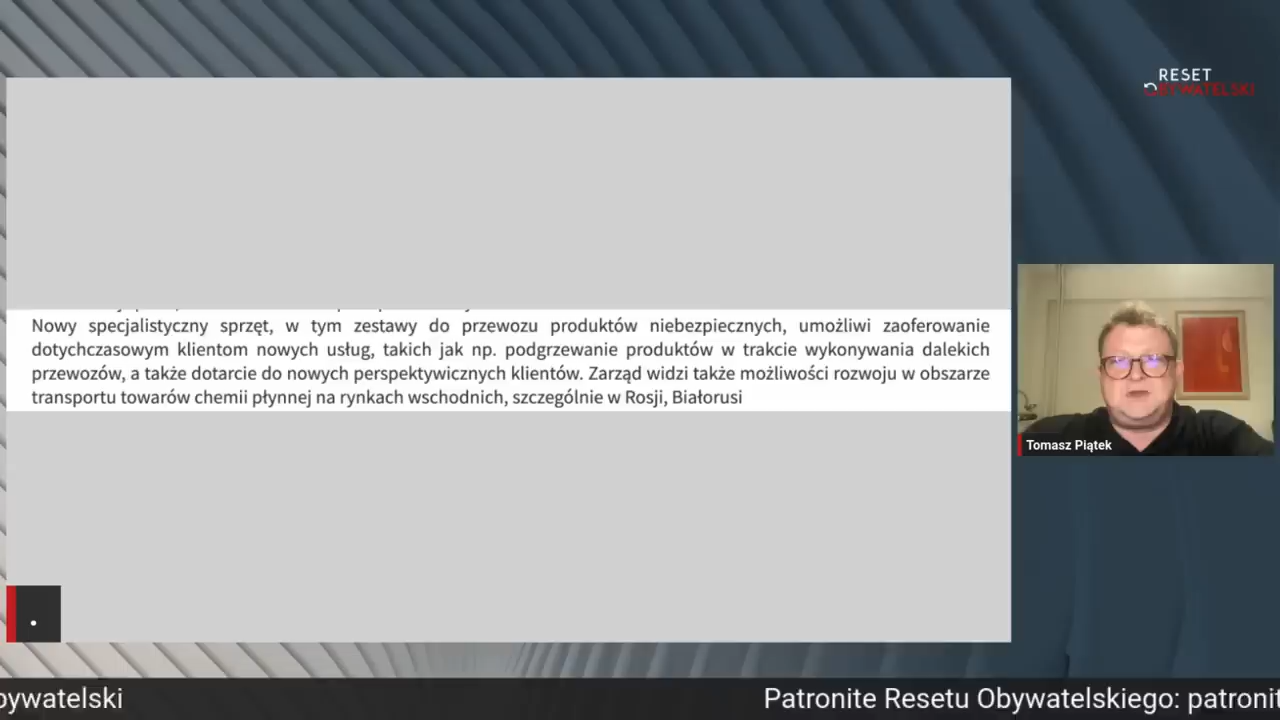 RESET
OBYWATELSKI
Nowy specjalistyczny sprzęt, w tym zestawy do przewozu produktów niebezpiecznych, umożliwi zaoferowanie
dotychczasowym klientom nowych usług, takich jak np. podgrzewanie produktów w trakcie wykonywania dalekich
przewozów, a także dotarcie do nowych perspektywicznych klientów. Zarząd widzi także możliwości rozwoju w obszarze
transportu towarów chemii płynnej na rynkach wschodnich, szczególnie w Rosji, Białorusi
Tomasz Piątek
.
bywatelski Patronite Resetu Obywatelskiego: patronit